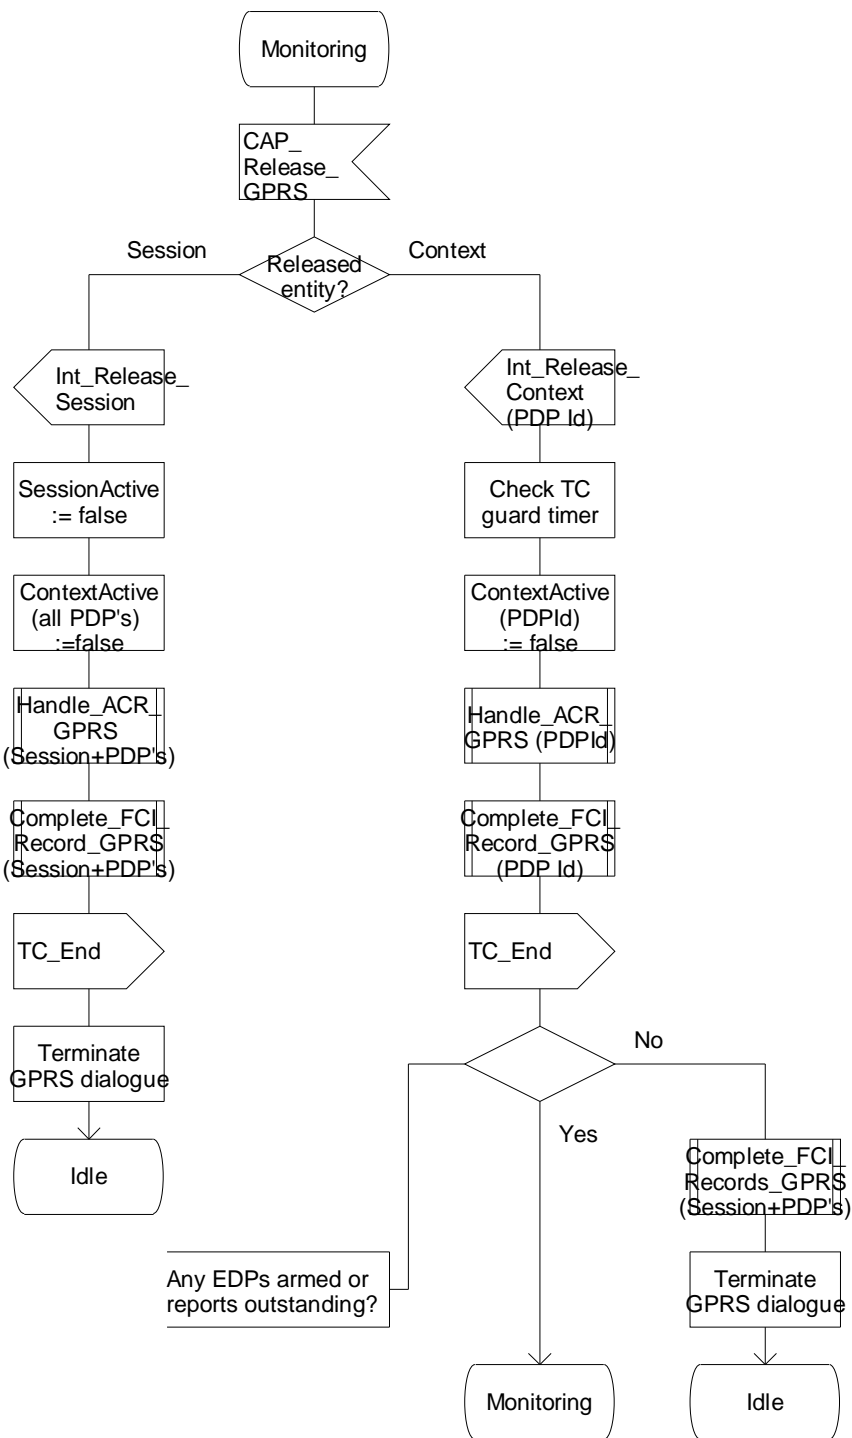 Monitoring
CAP_
Release_
GPRS
Session
Context
Released
entity?
Int_Release_
Session
Int_Release_
Context
(PDP Id)
SessionActive
:= false
Check TC
guard timer
ContextActive
(all PDP's)
:=false
ContextActive
(PDPId)
:= false
Handle_ACR_
GPRS
(Session+PDP's)
Handle_ACR_
GPRS (PDPId)
Complete_FCI_
Record_GPRS
(Session+PDP's)
Complete_FCI_
Record_GPRS
(PDP Id)
TC_End
TC_End
Terminate
GPRS dialogue
No
Yes
Idle
Complete_FCI_
Records_GPRS
(Session+PDP's)
Any EDPs armed or
reports outstanding?
Terminate
GPRS dialogue
Monitoring
Idle